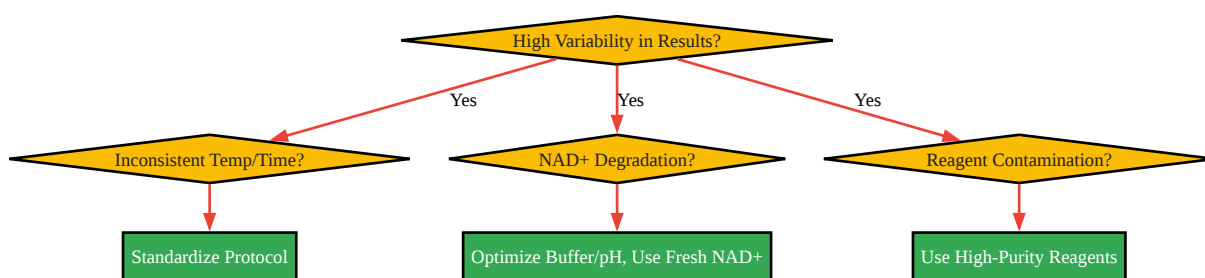 High Variability in Results?
Yes
Yes
Yes
Inconsistent Temp/Time?
NAD+ Degradation?
Reagent Contamination?
Standardize Protocol
Optimize Buffer/pH, Use Fresh NAD+
Use High-Purity Reagents